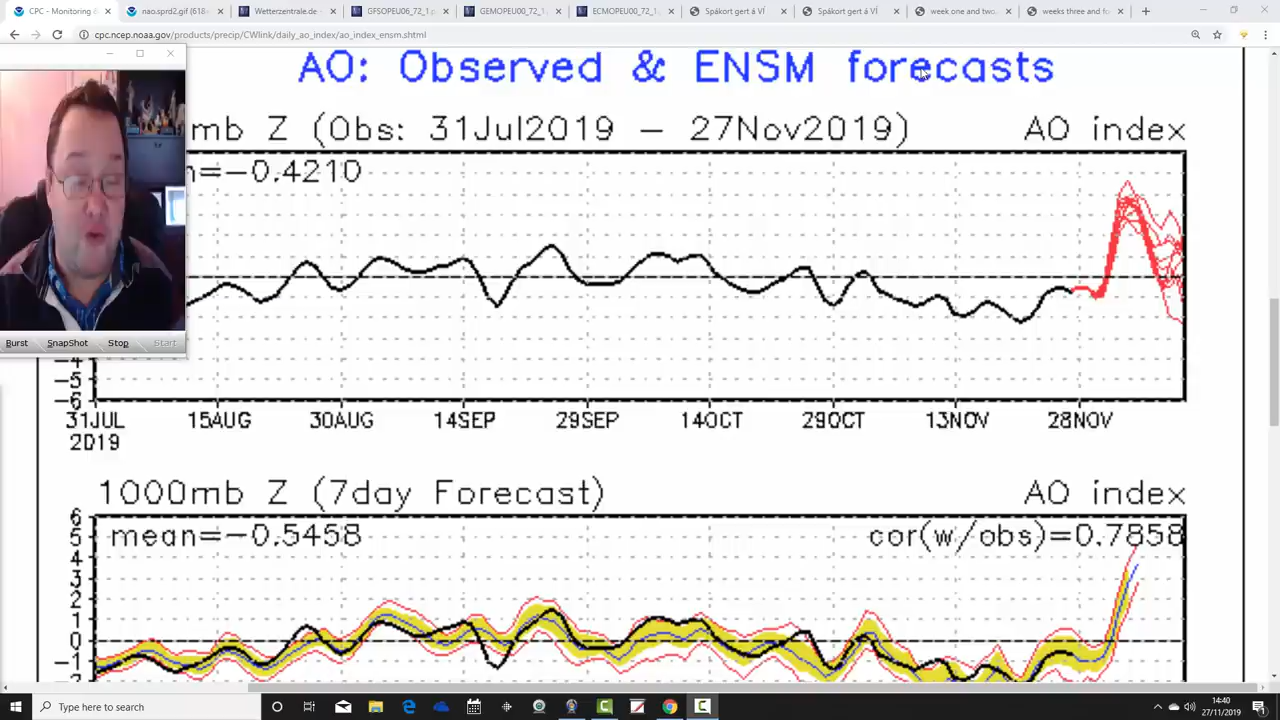 CPC - Monitoring &
nao.sprd2.gif (618×
Wetterzentrale.de -
GFSOPEU06_72_1.p
GEMOPEU00_72_1.
ECMOPEU00_72_1.
Spákort gert á VÍ
Spákort gert á VÍ
week one and two,
weeks three and fo
cpc.ncep.noaa.gov/products/precip/CWlink/daily_ao_index/ao_index_ensm.shtml
AO: Observed & ENSM forecasts
mb Z (Obs: 31Jul2019 – 27Nov2019) AO index
n=-0.4210
Burst SnapShot Stop Start
-4
-5
-6
31JUL 15AUG 30AUG 14SEP 29SEP 14OCT 29OCT 13NOV 28NOV
2019
1000mb Z (7day Forecast) AO index
6
mean=-0.5458 cor(w/obs)=0.7858
5
4
3
2
1
0
-1
-2
Type here to search
14:40
27/11/2019